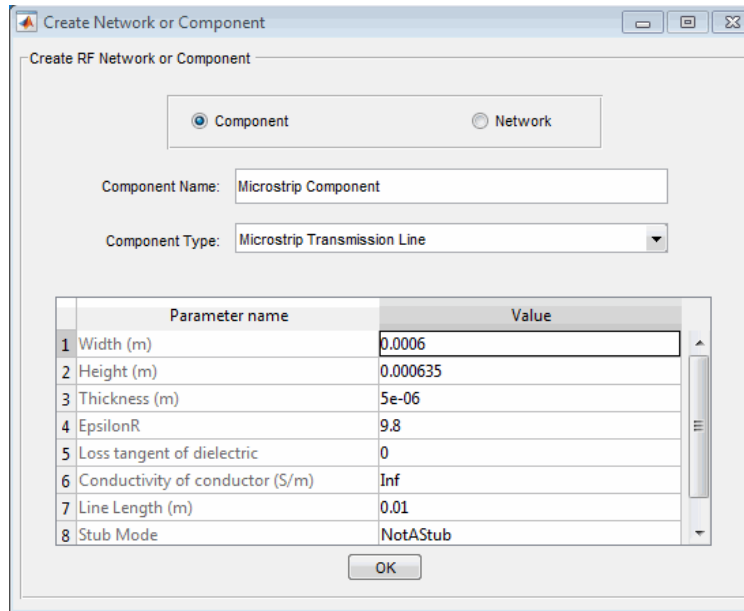 Create Network or Component
Create RF Network or Component
Component Network
Component Name: Microstrip Component
Component Type: Microstrip Transmission Line
Parameter name Value
1 Width (m) 0.0006
2 Height (m) 0.000635
3 Thickness (m) 5e-06
4 EpsilonR 9.8
5 Loss tangent of dielectric 0
6 Conductivity of conductor (S/m) Inf
7 Line Length (m) 0.01
8 Stub Mode NotAStub
OK